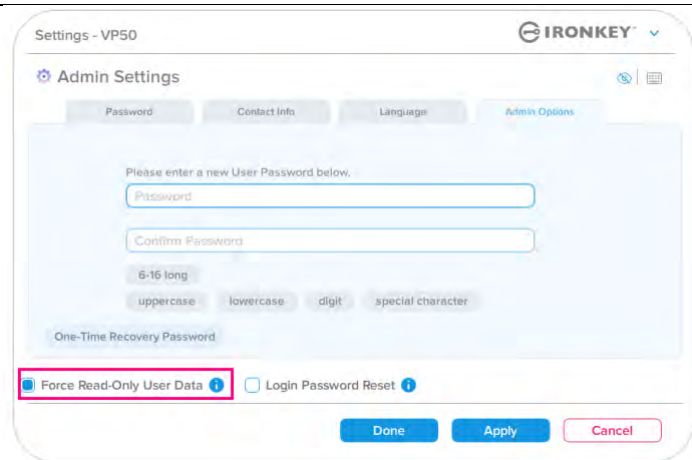 Settings - VP50
IRONKEY
Admin Settings
Password Contact Info Language Admin Options
Please enter a new User Password below.
Password
Confirm Password
6-16 long
uppercase lowercase digit special character
One-Time Recovery Password
Force Read-Only User Data i Login Password Reset i
Done Apply Cancel